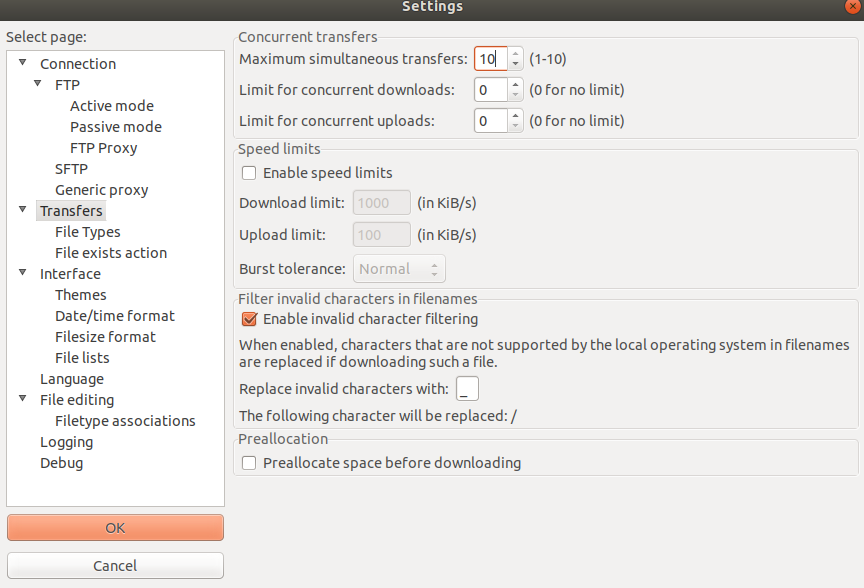 Settings
Select page:
Connection
FTP
Active mode
Passive mode
FTP Proxy
SFTP
Generic proxy
Transfers
File Types
File exists action
Interface
Themes
Date/time format
Filesize format
File lists
Language
File editing
Filetype associations
Logging
Debug
OK
Cancel
Concurrent transfers
Maximum simultaneous transfers: 10 (1-10)
Limit for concurrent downloads: 0 (0 for no limit)
Limit for concurrent uploads: 0 (0 for no limit)
Speed limits
Enable speed limits
Download limit: 1000 (in KiB/s)
Upload limit: 100 (in KiB/s)
Burst tolerance: Normal
Filter invalid characters in filenames
Enable invalid character filtering
When enabled, characters that are not supported by the local operating system in filenames
are replaced if downloading such a file.
Replace invalid characters with: _
The following character will be replaced: /
Preallocation
Preallocate space before downloading